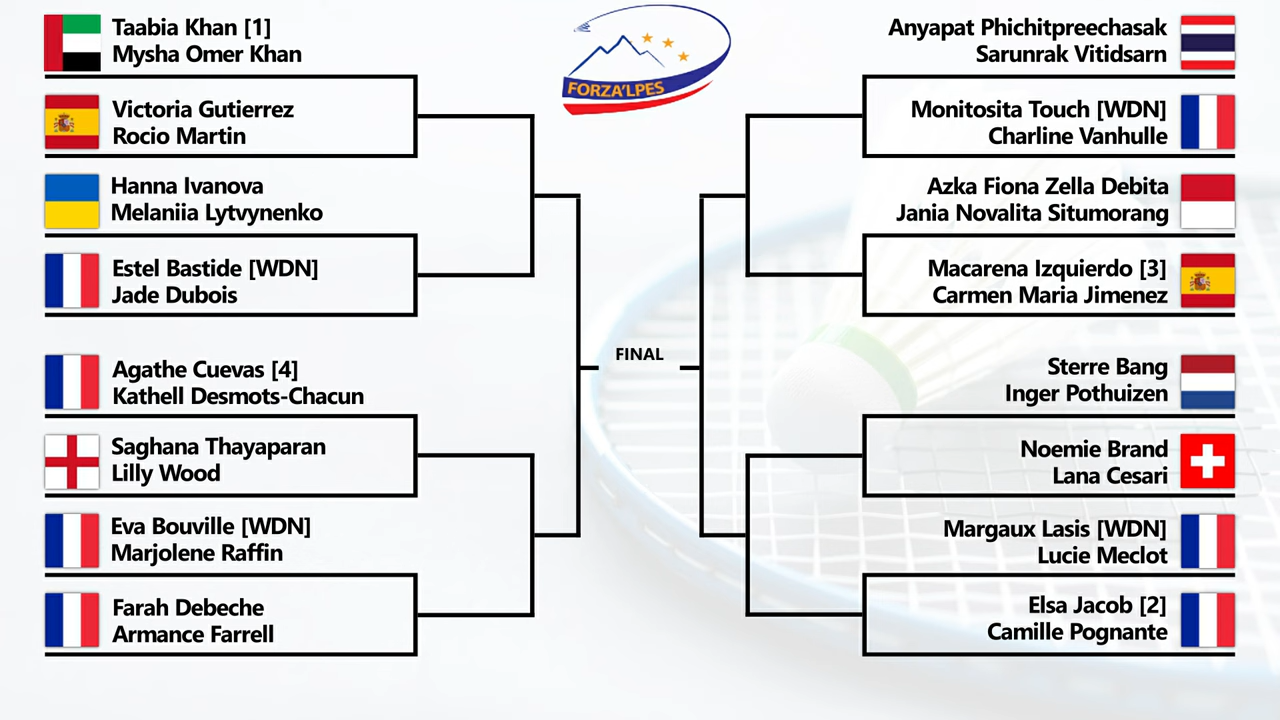 Taabia Khan [1]
Mysha Omer Khan
Victoria Gutierrez
Rocio Martin
Hanna Ivanova
Melaniia Lytvynenko
Estel Bastide [WDN]
Jade Dubois
Agathe Cuevas [4]
Kathell Desmots-Chacun
Saghana Thayaparan
Lilly Wood
Eva Bouville [WDN]
Marjolene Raffin
Farah Debeche
Armance Farrell
FORZA'LPES
FINAL
Anyapat Phichitpreechasak
Sarunrak Vitidsarn
Monitosita Touch [WDN]
Charline Vanhulle
Azka Fiona Zella Debita
Jania Novalita Situmorang
Macarena Izquierdo [3]
Carmen Maria Jimenez
Sterre Bang
Inger Pothuizen
Noemie Brand
Lana Cesari
Margaux Lasis [WDN]
Lucie Meclot
Elsa Jacob [2]
Camille Pognante